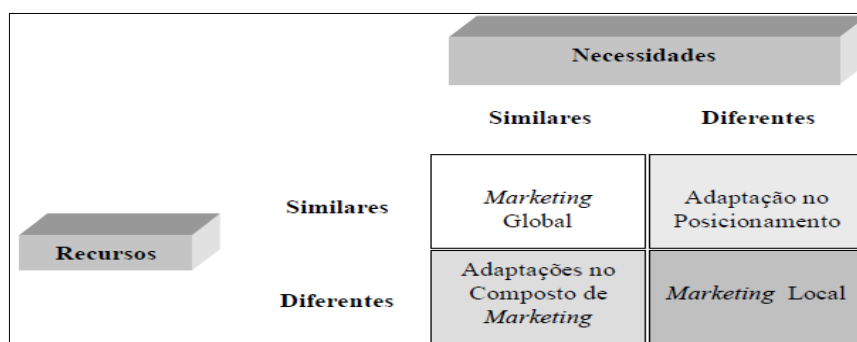 Necessidades
Similares Diferentes
Similares
Marketing
Global
Adaptação no
Posicionamento
Recursos
Diferentes
Adaptações no
Composto de
Marketing
Marketing Local